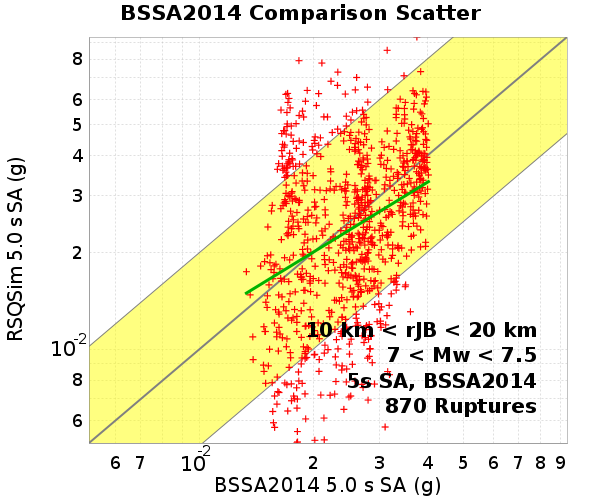 BSSA2014 Comparison Scatter
RSQSim 5.0 s SA (g)
8
6
5
4
3
2
10-2
8
6
10 km < rJB < 20 km
7 < Mw < 7.5
5s SA, BSSA2014
870 Ruptures
6 7 10-2 2 3 4 5 6 7 8 9
BSSA2014 5.0 s SA (g)